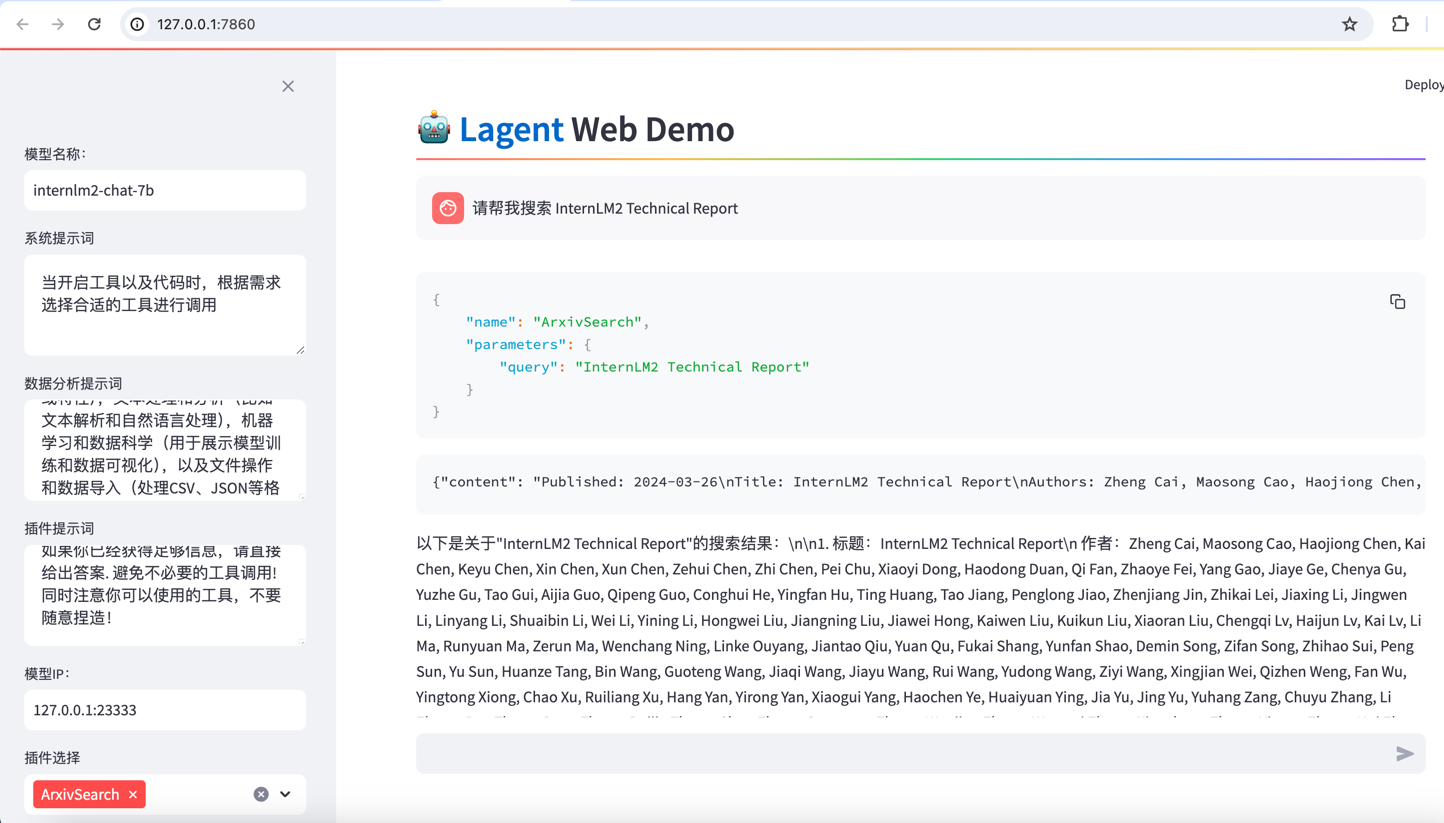 127.0.0.1:7860
Deploy
模型名称：
internlm2-chat-7b
系统提示词
当开启工具以及代码时，根据需求
选择合适的工具进行调用
数据分析提示词
文本解析和自然语言处理），机器
学习和数据科学（用于展示模型训
练和数据可视化），以及文件操作
和数据导入（处理CSV、JSON等格
插件提示词
如果你已经获得足够信息，请直接
给出答案. 避免不必要的工具调用!
同时注意你可以使用的工具，不要
随意捏造！
模型IP：
127.0.0.1:23333
插件选择
ArxivSearch
Lagent Web Demo
请帮我搜索 InternLM2 Technical Report
{
"name": "ArxivSearch",
"parameters": {
"query": "InternLM2 Technical Report"
}
}
{"content": "Published: 2024-03-26\nTitle: InternLM2 Technical Report\nAuthors: Zheng Cai, Maosong Cao, Haojiong Chen,
以下是关于"InternLM2 Technical Report"的搜索结果：\n\n1. 标题：InternLM2 Technical Report\n 作者：Zheng Cai, Maosong Cao, Haojiong Chen, Kai
Chen, Keyu Chen, Xin Chen, Xun Chen, Zehui Chen, Zhi Chen, Pei Chu, Xiaoyi Dong, Haodong Duan, Qi Fan, Zhaoye Fei, Yang Gao, Jiaye Ge, Chenya Gu,
Yuzhe Gu, Tao Gui, Aijia Guo, Qipeng Guo, Conghui He, Yingfan Hu, Ting Huang, Tao Jiang, Penglong Jiao, Zhenjiang Jin, Zhikai Lei, Jiaxing Li, Jingwen
Li, Linyang Li, Shuaibin Li, Wei Li, Yining Li, Hongwei Liu, Jiangning Liu, Jiawei Hong, Kaiwen Liu, Kuikun Liu, Xiaoran Liu, Chengqi Lv, Haijun Lv, Kai Lv, Li
Ma, Runyuan Ma, Zerun Ma, Wenchang Ning, Linke Ouyang, Jiantao Qiu, Yuan Qu, Fukai Shang, Yunfan Shao, Demin Song, Zifan Song, Zhihao Sui, Peng
Sun, Yu Sun, Huanze Tang, Bin Wang, Guoteng Wang, Jiaqi Wang, Jiayu Wang, Rui Wang, Yudong Wang, Ziyi Wang, Xingjian Wei, Qizhen Weng, Fan Wu,
Yingtong Xiong, Chao Xu, Ruiliang Xu, Hang Yan, Yirong Yan, Xiaogui Yang, Haochen Ye, Huaiyuan Ying, Jia Yu, Jing Yu, Yuhang Zang, Chuyu Zhang, Li